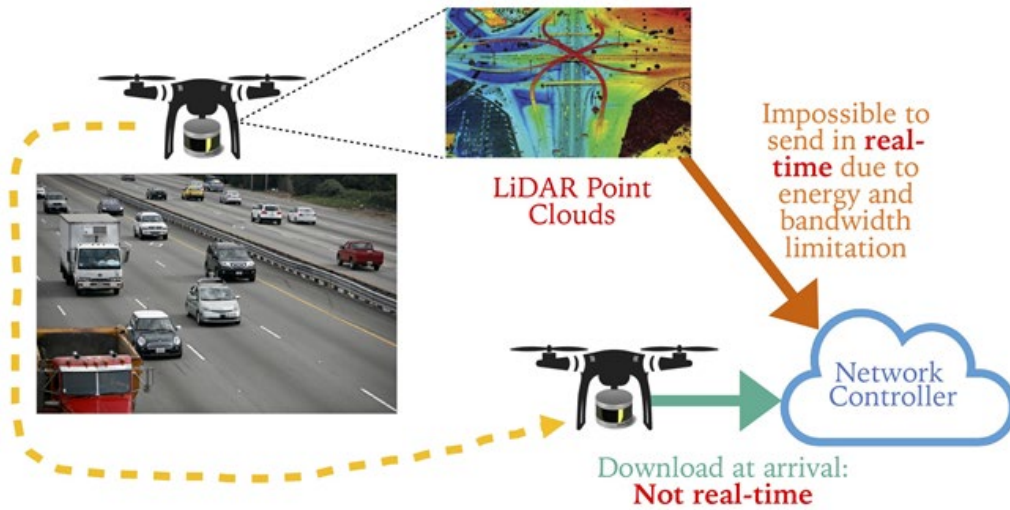 LiDAR Point
Clouds
Impossible to
send in real-
time due to
energy and
bandwidth
limitation
Network
Controller
Download at arrival:
Not real-time